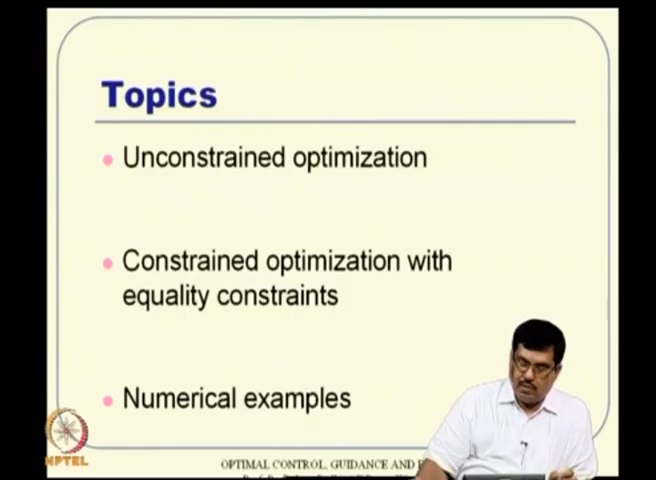 Topics
Unconstrained optimization
Constrained optimization with
equality constraints
Numerical examples
NPTEL
OPTIMAL CONTROL, GUIDANCE AND